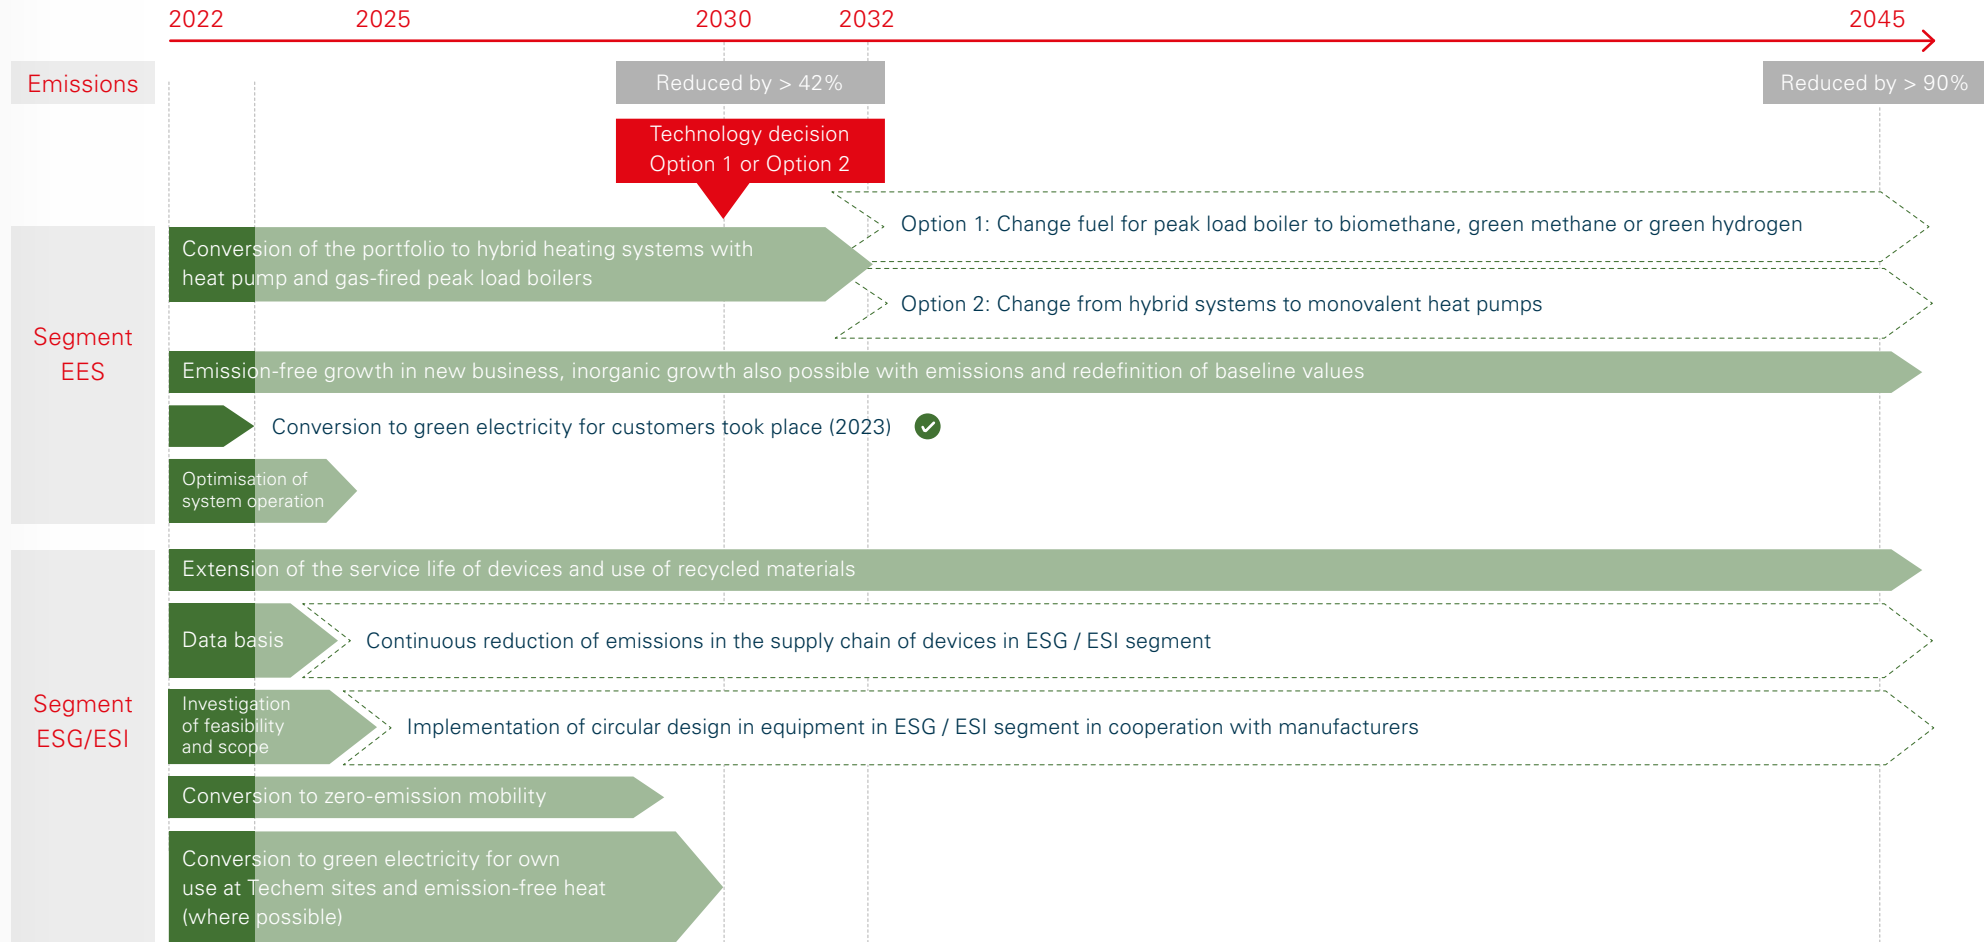 2022
2025
2030
2032
2045
Emissions
Reduced by > 42%
Reduced by > 90%
Technology decision
Option 1 or Option 2
Segment
EES
Conversion of the portfolio to hybrid heating systems with
heat pump and gas-fired peak load boilers
Option 1: Change fuel for peak load boiler to biomethane, green methane or green hydrogen
Option 2: Change from hybrid systems to monovalent heat pumps
Emission-free growth in new business, inorganic growth also possible with emissions and redefinition of baseline values
Conversion to green electricity for customers took place (2023)
Optimisation of
system operation
Segment
ESG/ESI
Extension of the service life of devices and use of recycled materials
Data basis
Continuous reduction of emissions in the supply chain of devices in ESG / ESI segment
Investigation
of feasibility
and scope
Implementation of circular design in equipment in ESG / ESI segment in cooperation with manufacturers
Conversion to zero-emission mobility
Conversion to green electricity for own
use at Techem sites and emission-free heat
(where possible)